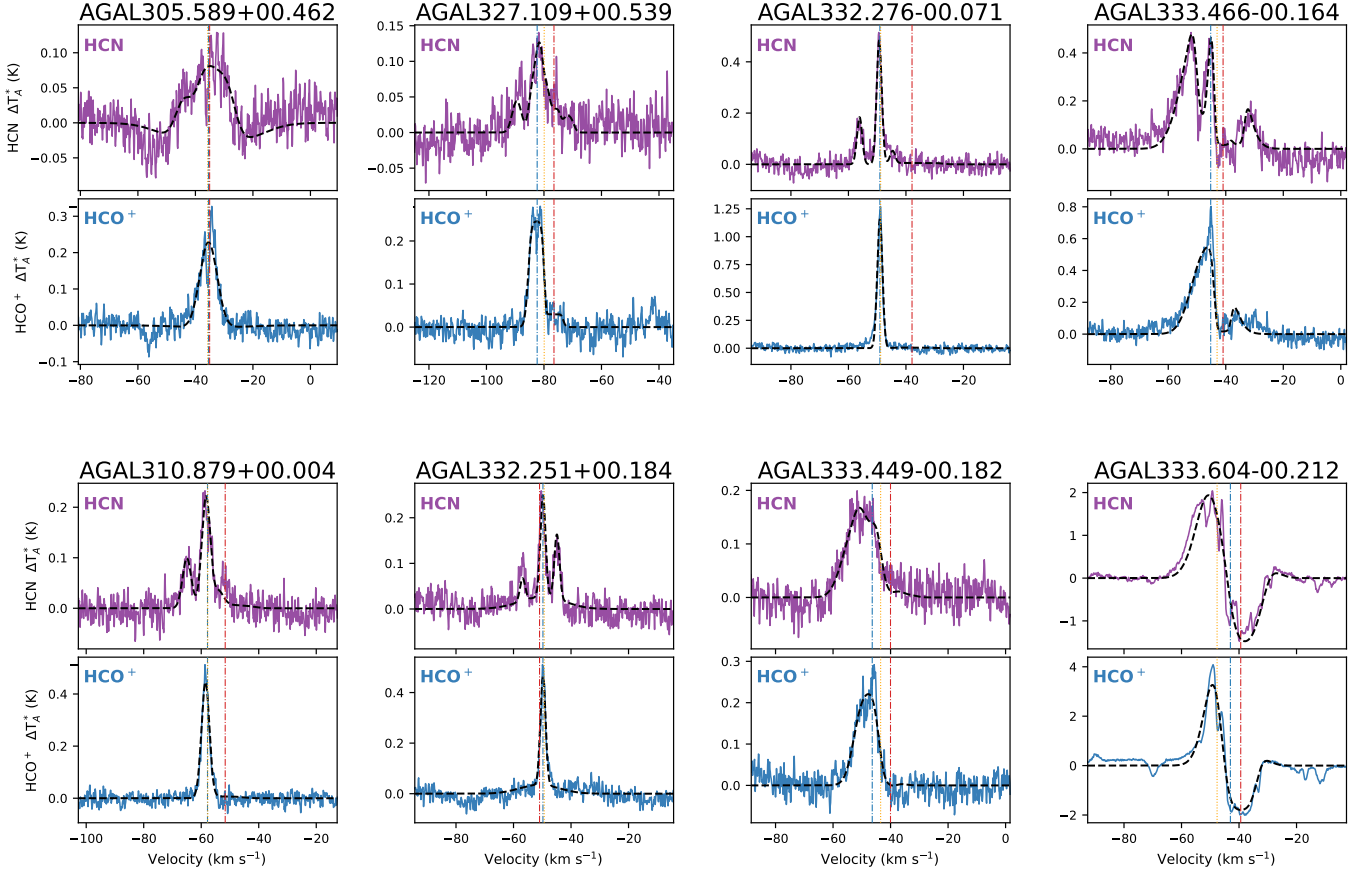 AGAL305.589+00.462
AGAL327.109+00.539
AGAL332.276-00.071
AGAL333.466-00.164
HCN ΔT*A (K)
0.10
0.05
0.00
−0.05
HCN
0.15
0.10
0.05
0.00
−0.05
HCN
0.4
0.2
0.0
HCN
0.4
0.2
0.0
HCN
HCO+ ΔT*A (K)
0.3
0.2
0.1
0.0
−0.1
HCO+
0.2
0.1
0.0
HCO+
1.25
1.00
0.75
0.50
0.25
0.00
HCO+
0.8
0.6
0.4
0.2
0.0
HCO+
−80 −60 −40 −20 0
−120 −100 −80 −60 −40
−80 −60 −40 −20
−80 −60 −40 −20 0
AGAL310.879+00.004
AGAL332.251+00.184
AGAL333.449-00.182
AGAL333.604-00.212
HCN ΔT*A (K)
0.2
0.1
0.0
HCN
0.25
0.20
0.15
0.10
0.05
0.00
HCN
0.2
0.1
0.0
HCN
2
1
0
−1
HCN
HCO+ ΔT*A (K)
0.4
0.2
0.0
HCO+
0.4
0.2
0.0
HCO+
0.3
0.2
0.1
0.0
HCO+
4
2
0
−2
HCO+
−100 −80 −60 −40 −20
−80 −60 −40 −20
−80 −60 −40 −20 0
−80 −60 −40 −20
Velocity (km s−1)
Velocity (km s−1)
Velocity (km s−1)
Velocity (km s−1)